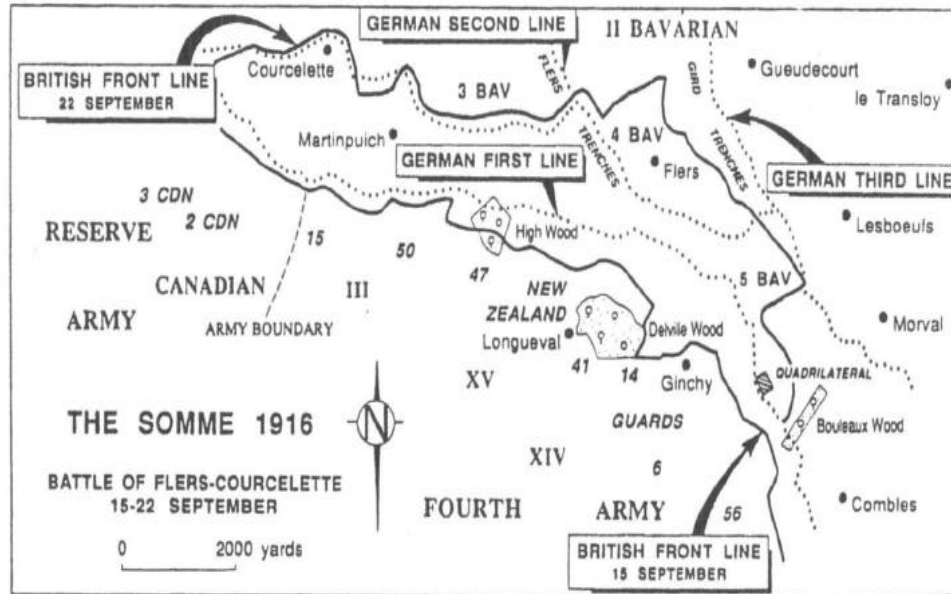 GERMAN SECOND LINE
II BAVARIAN
BRITISH FRONT LINE
22 SEPTEMBER
Courcelette
FLERS
TRENCHES
GIRD
TRENCHES
Gueudecourt
le Transloy
3 BAV
4 BAV
Martinpuich
GERMAN FIRST LINE
Flers
GERMAN THIRD LINE
3 CDN
2 CDN
RESERVE
High Wood
Lesboeufs
15
50
47
5 BAV
CANADIAN
III
NEW
ZEALAND
ARMY
ARMY BOUNDARY
Longueval
Delvile Wood
Morval
XV
41
14
Ginchy
QUADRILATERAL
THE SOMME 1916
N
GUARDS
Bouleaux Wood
BATTLE OF FLERS-COURCELETTE
15-22 SEPTEMBER
XIV
6
FOURTH
ARMY
56
Combles
0
2000 yards
BRITISH FRONT LINE
15 SEPTEMBER